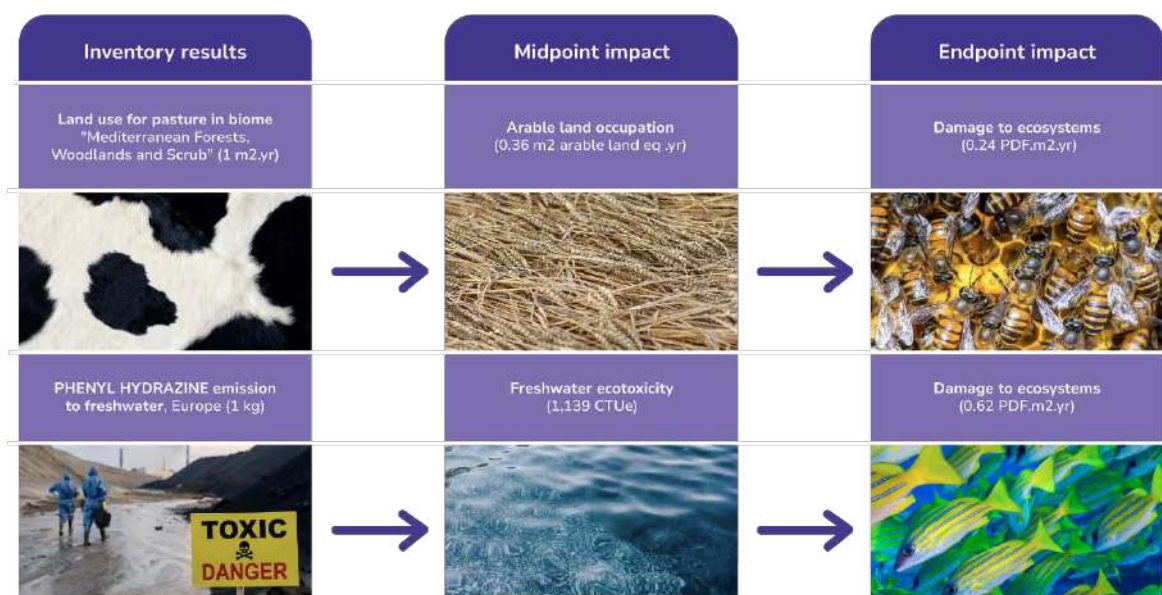 Inventory results
Midpoint impact
Endpoint impact
Land use for pasture in biome
"Mediterranean Forests,
Woodlands and Scrub" (1 m2.yr)
Arable land occupation
(0.36 m2 arable land eq .yr)
Damage to ecosystems
(0.24 PDF.m2.yr)
PHENYL HYDRAZINE emission
to freshwater, Europe (1 kg)
Freshwater ecotoxicity
(1,139 CTUe)
Damage to ecosystems
(0.62 PDF.m2.yr)
TOXIC
DANGER